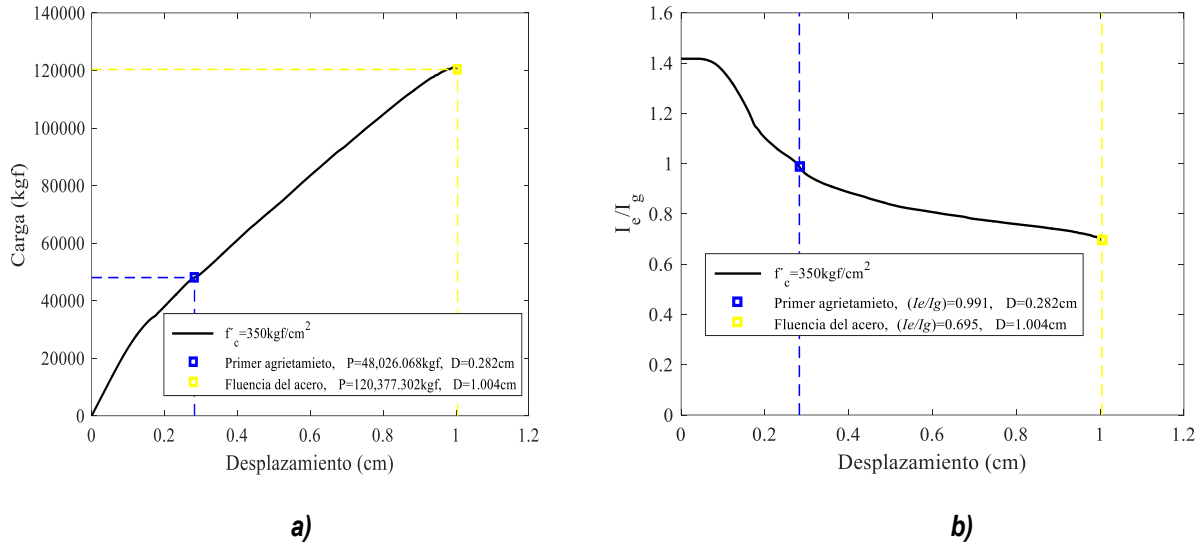 140000
120000
100000
80000
60000
40000
20000
0
Carga (kgf)
f´c=350kgf/cm2
Primer agrietamieto, P=48,026.068kgf, D=0.282cm
Fluencia del acero, P=120,377.302kgf, D=1.004cm
0 0.2 0.4 0.6 0.8 1 1.2
Desplazamiento (cm)
a)
1.6
1.4
1.2
1
0.8
0.6
0.4
0.2
0
Ie/Ig
f´c=350kgf/cm2
Primer agrietamieto, (Ie/Ig)=0.991, D=0.282cm
Fluencia del acero, (Ie/Ig)=0.695, D=1.004cm
0 0.2 0.4 0.6 0.8 1 1.2
Desplazamiento (cm)
b)